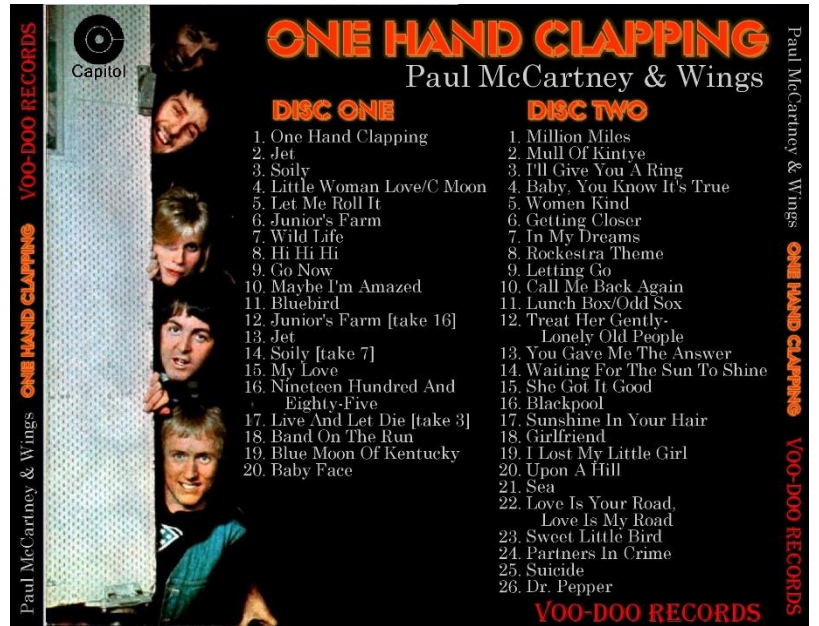 VOO-DOO RECORDS
ONE HAND CLAPPING
Paul McCartney & Wings
Capitol
ONE HAND CLAPPING
Paul McCartney & Wings
DISC ONE
1. One Hand Clapping
2. Jet
3. Soily
4. Little Woman Love/C Moon
5. Let Me Roll It
6. Junior's Farm
7. Wild Life
8. Hi Hi Hi
9. Go Now
10. Maybe I'm Amazed
11. Bluebird
12. Junior's Farm [take 16]
13. Jet
14. Soily [take 7]
15. My Love
16. Nineteen Hundred And
Eighty-Five
17. Live And Let Die [take 3]
18. Band On The Run
19. Blue Moon Of Kentucky
20. Baby Face
DISC TWO
1. Million Miles
2. Mull Of Kintye
3. I'll Give You A Ring
4. Baby, You Know It's True
5. Women Kind
6. Getting Closer
7. In My Dreams
8. Rockestra Theme
9. Letting Go
10. Call Me Back Again
11. Lunch Box/Odd Sox
12. Treat Her Gently-
Lonely Old People
13. You Gave Me The Answer
14. Waiting For The Sun To Shine
15. She Got It Good
16. Blackpool
17. Sunshine In Your Hair
18. Girlfriend
19. I Lost My Little Girl
20. Upon A Hill
21. Sea
22. Love Is Your Road,
Love Is My Road
23. Sweet Little Bird
24. Partners In Crime
25. Suicide
26. Dr. Pepper
VOO-DOO RECORDS
Paul McCartney & Wings
ONE HAND CLAPPING
VOO-DOO RECORDS